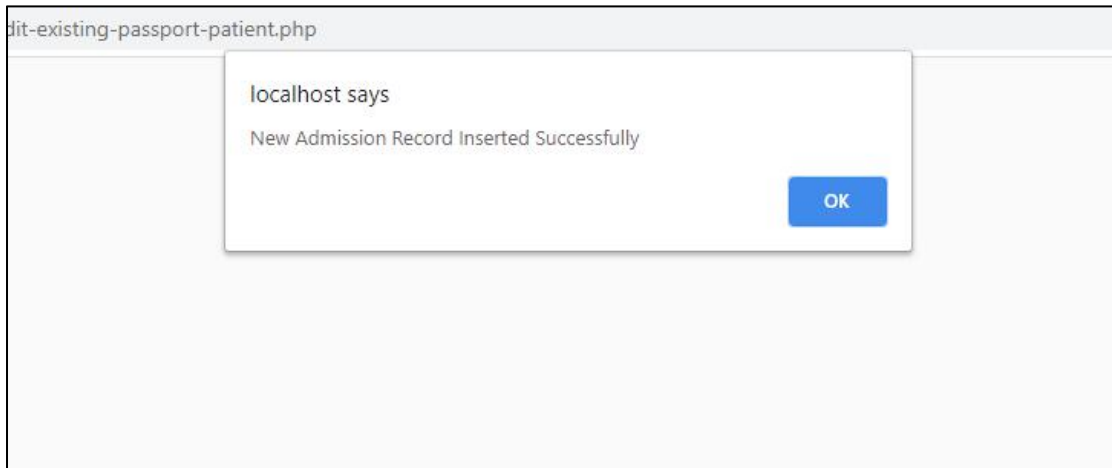 dit-existing-passport-patient.php
localhost says
New Admission Record Inserted Successfully
OK